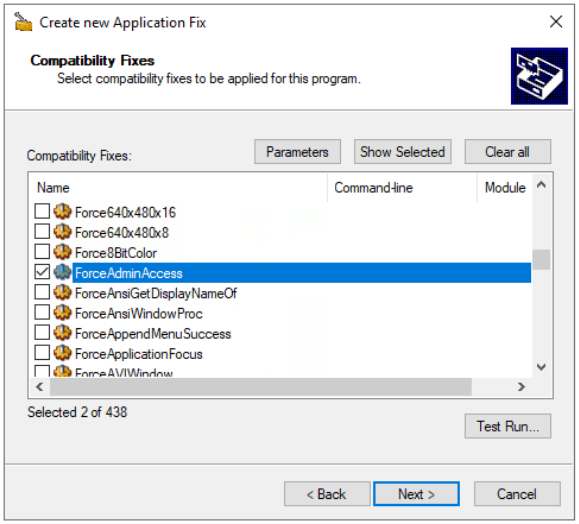 Create new Application Fix
Compatibility Fixes
Select compatibility fixes to be applied for this program.
Compatibility Fixes:
Parameters
Show Selected
Clear all
Name Command-line Module
Force640x480x16
Force640x480x8
Force8BitColor
ForceAdminAccess
ForceAnsiGetDisplayNameOf
ForceAnsiWindowProc
ForceAppendMenuSuccess
ForceApplicationFocus
ForceAVIWindow
Selected 2 of 438
Test Run...
< Back
Next >
Cancel